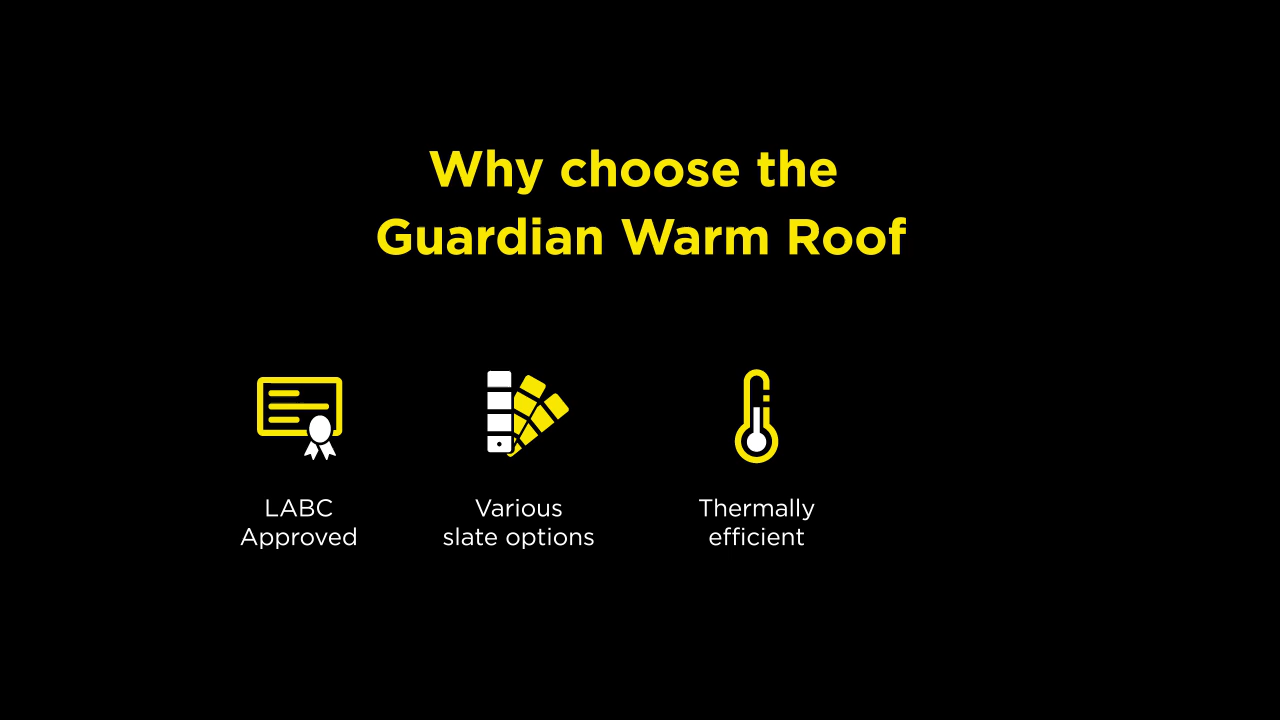 Why choose the
Guardian Warm Roof
LABC
Approved
Various
slate options
Thermally
efficient